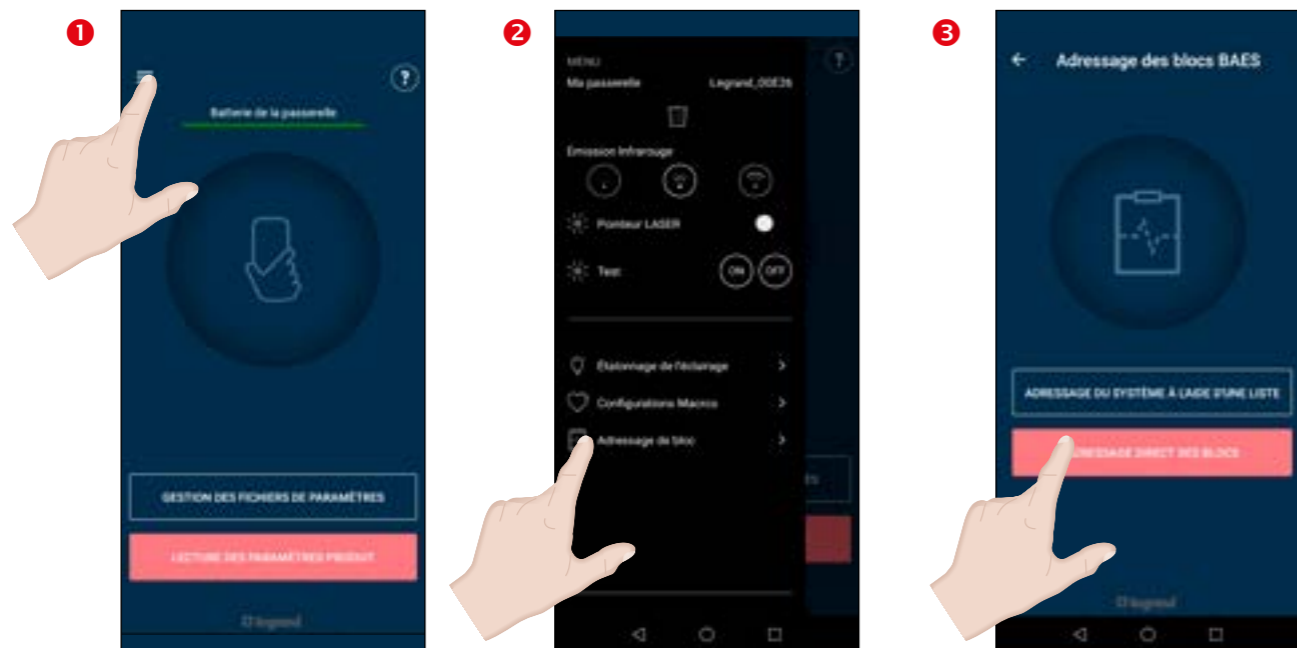 1
?
Batterie de la passerelle
GESTION DES FICHIERS DE PARAMÈTRES
LECTURE DES PARAMÈTRES PRODUIT
legrand
2
MENU
?
Ma passerelle Legrand_00E26
Emission Infrarouge
Pointeur LASER
Test ON OFF
Étalonnage de l'éclairage >
Configurations Macros >
Adressage de bloc >
ES
3
← Adressage des blocs BAES
ADRESSAGE DU SYSTÈME À L'AIDE D'UNE LISTE
ADRESSAGE DIRECT DES BLOCS
legrand